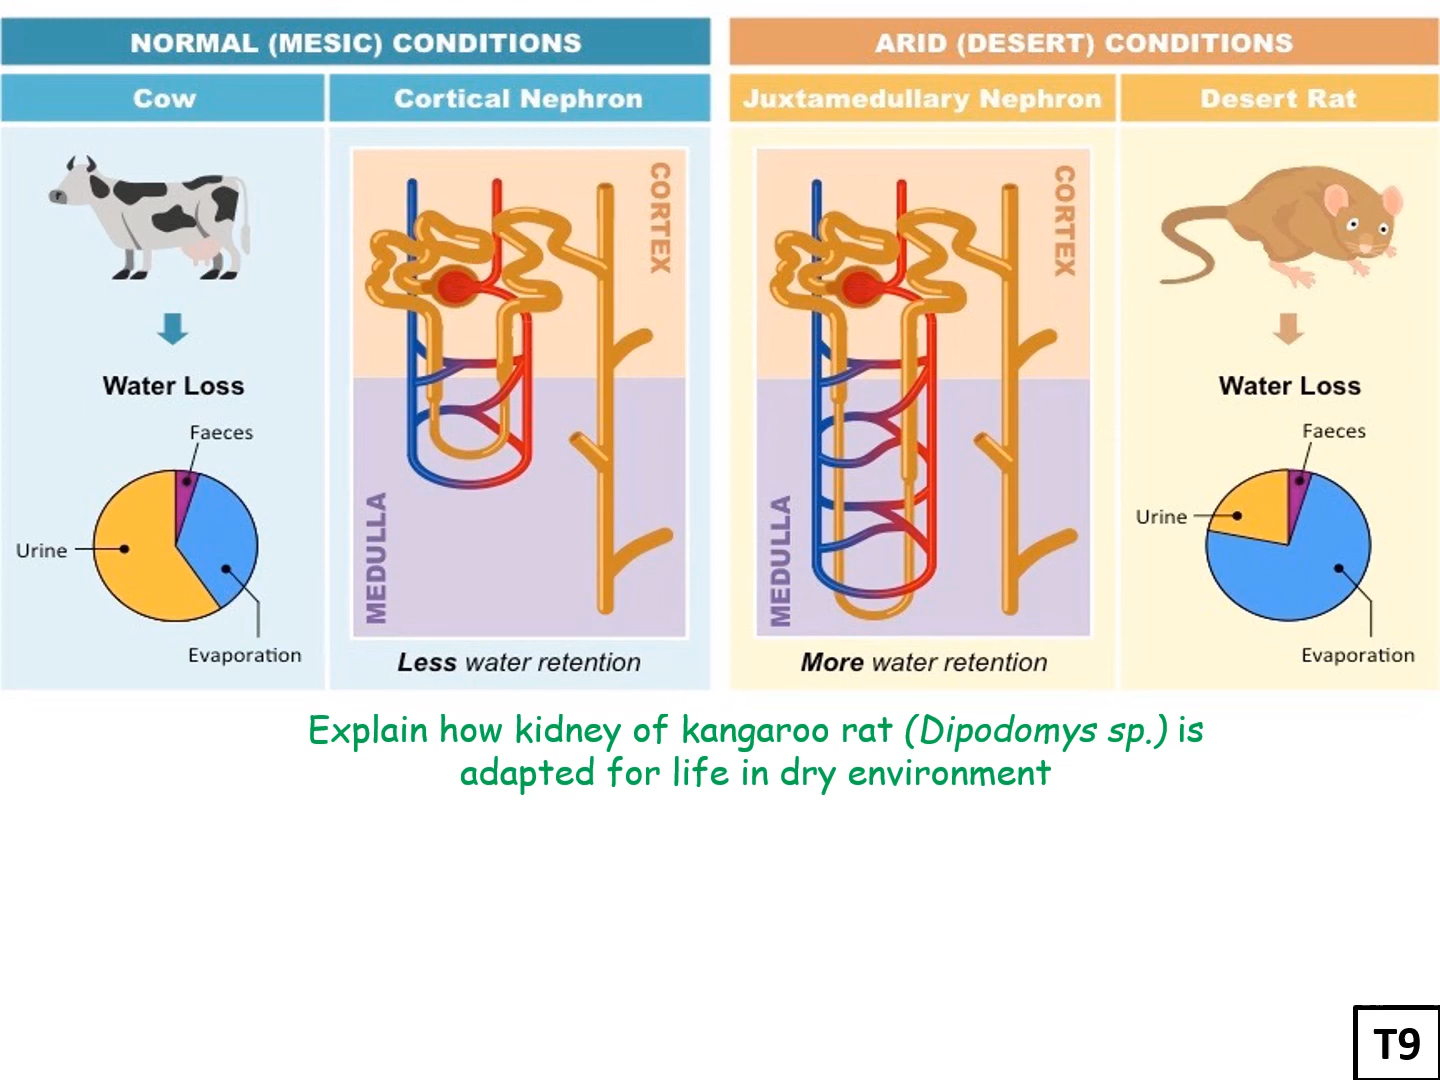 NORMAL (MESIC) CONDITIONS
Cow
Cortical Nephron
Water Loss
Faeces
Urine
Evaporation
CORTEX
MEDULLA
Less water retention
ARID (DESERT) CONDITIONS
Juxtamedullary Nephron
Desert Rat
CORTEX
MEDULLA
More water retention
Water Loss
Faeces
Urine
Evaporation
Explain how kidney of kangaroo rat (Dipodomys sp.) is
adapted for life in dry environment
T9